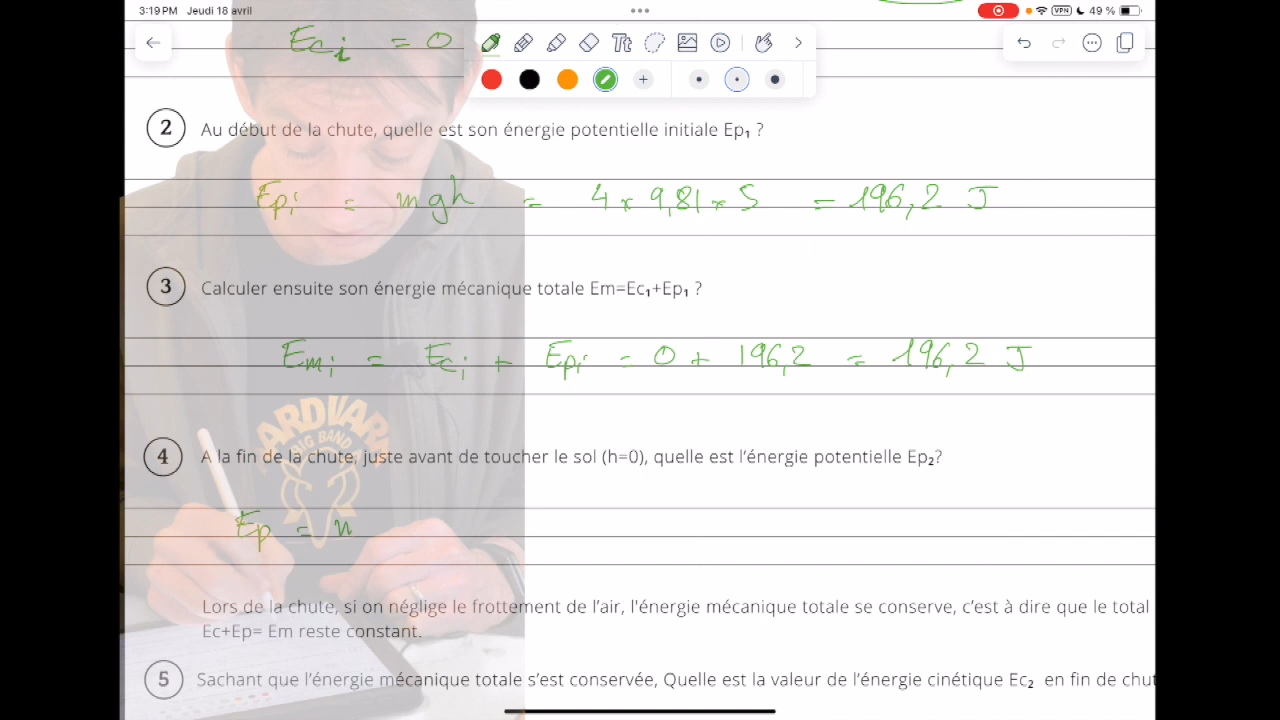 3:19 PM Jeudi 18 avril VPN 49 %
Eci = 0
Tt
2 Au début de la chute, quelle est son énergie potentielle initiale Ep₁ ?
Epi = mgh = 4 x 9,81 x 5 = 196,2 J
3 Calculer ensuite son énergie mécanique totale Em=Ec₁+Ep₁ ?
Emi = Eci + Epi = 0 + 196,2 = 196,2 J
ARDVARK
BIG BAND
4 A la fin de la chute, juste avant de toucher le sol (h=0), quelle est l'énergie potentielle Ep₂?
Ep = m
Lors de la chute, si on néglige le frottement de l'air, l'énergie mécanique totale se conserve, c'est à dire que le total
Ec+Ep= Em reste constant.
5 Sachant que l'énergie mécanique totale s'est conservée, Quelle est la valeur de l'énergie cinétique Ec₂ en fin de chut